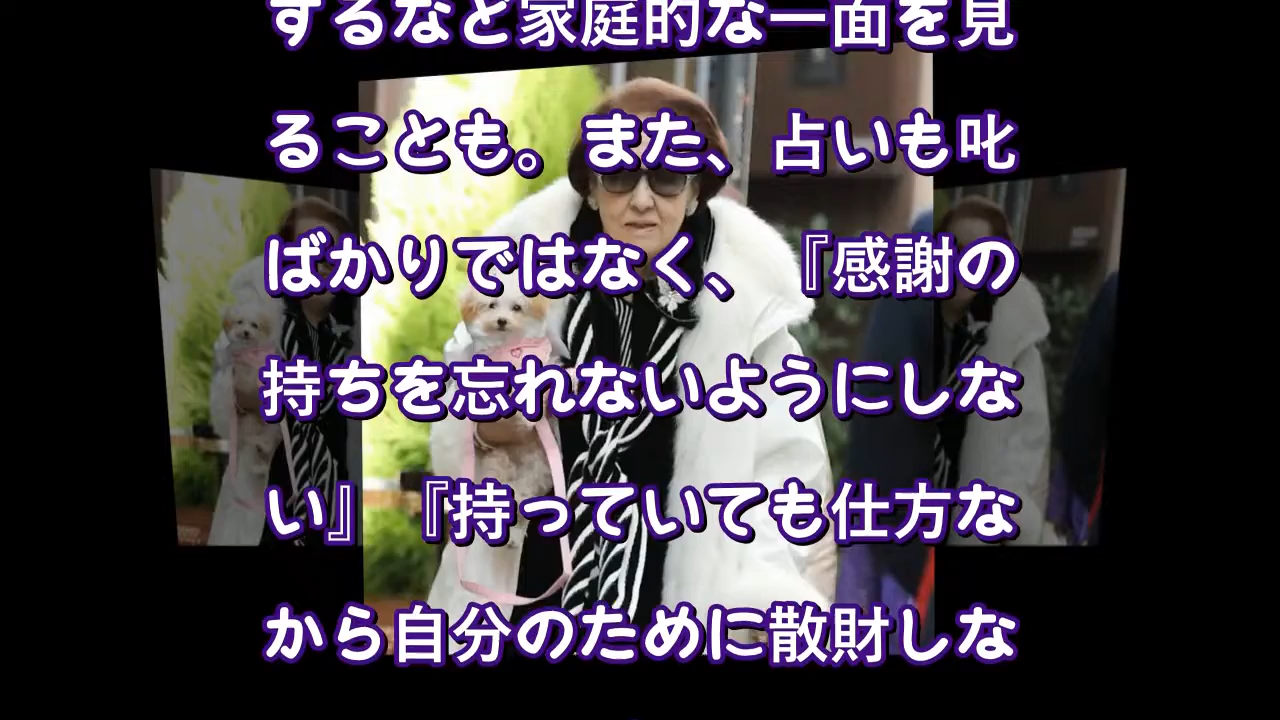 するなど家庭的な一面を見
ることも。また、占いも叱
ばかりではなく、『感謝の
持ちを忘れないようにしな
い』『持っていても仕方な
から自分のために散財しな